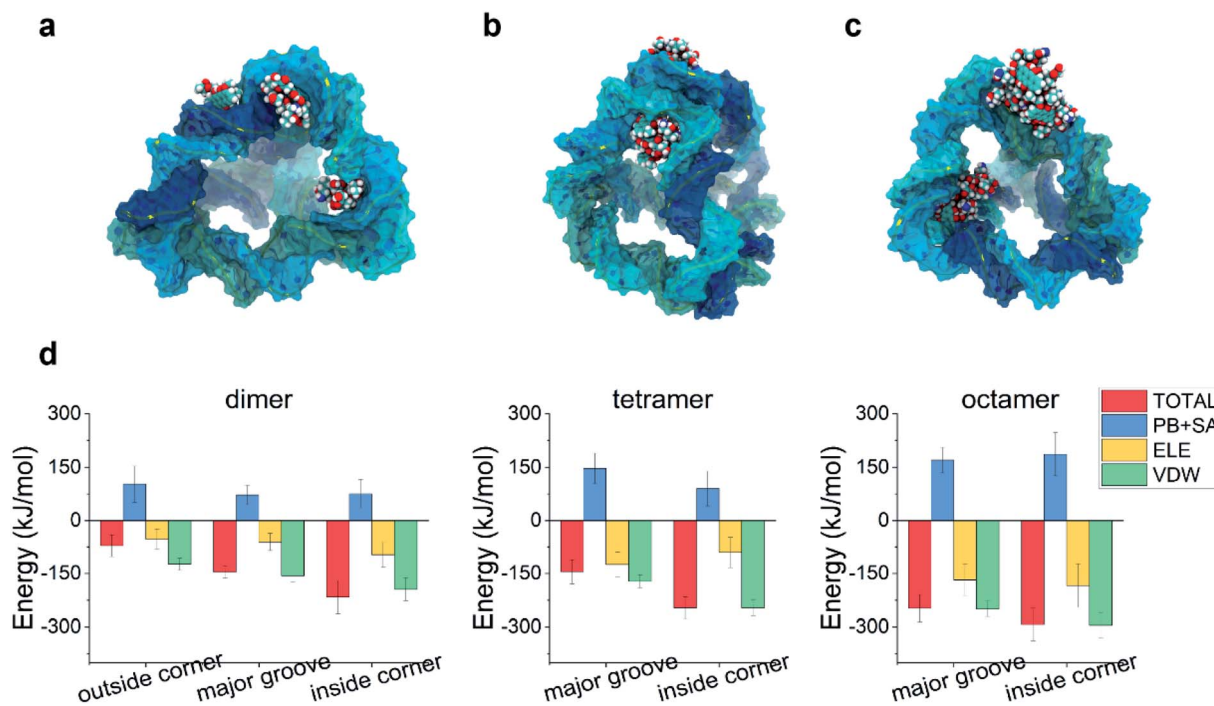 a
b
c
d
dimer
Energy (kJ/mol)
300
150
0
-150
-300
outside corner
major groove
inside corner
tetramer
Energy (kJ/mol)
300
150
0
-150
-300
major groove
inside corner
octamer
Energy (kJ/mol)
300
150
0
-150
-300
major groove
inside corner
TOTAL
PB+SA
ELE
VDW